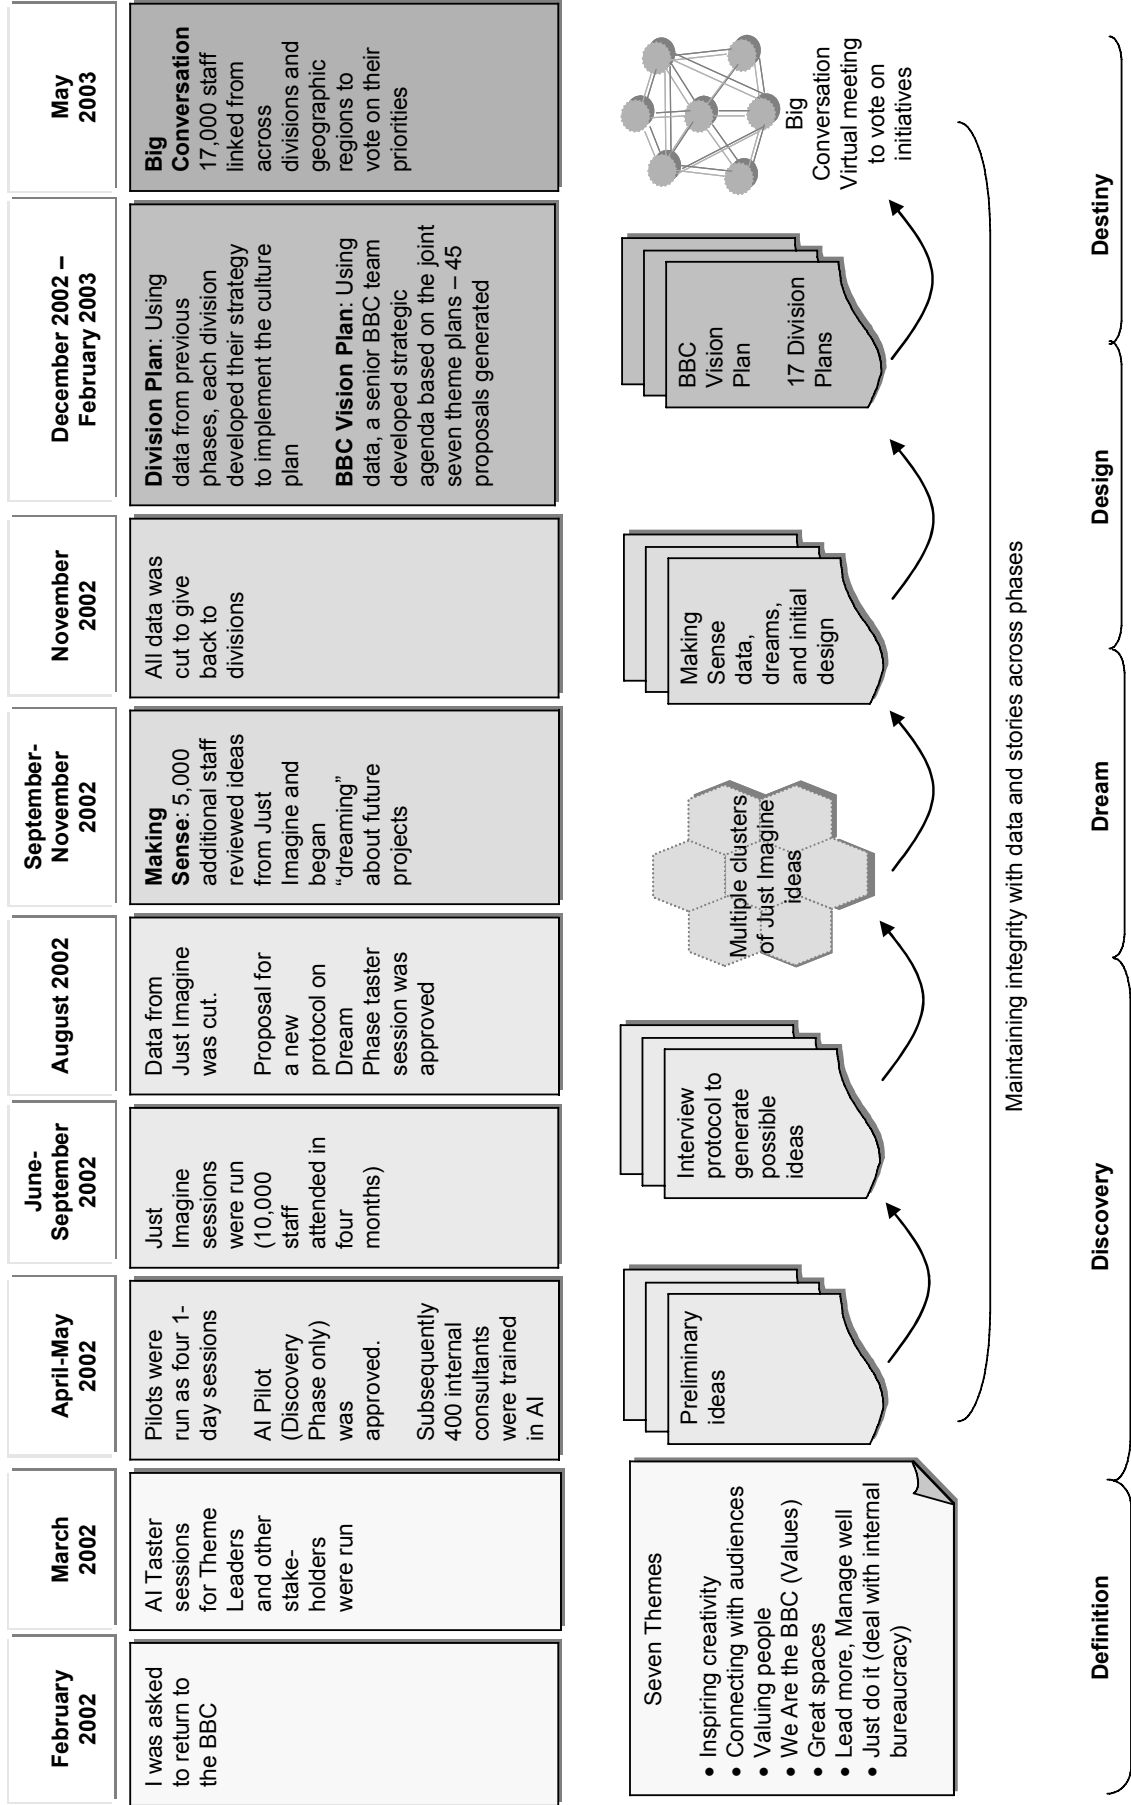 February
2002
March
2002
April-May
2002
June-
September
2002
August 2002
September-
November
2002
November
2002
December 2002 –
February 2003
May
2003
I was asked
to return to
the BBC
AI Taster
sessions
for Theme
Leaders
and other
stake-
holders
were run
Pilots were
run as four 1-
day sessions
AI Pilot
(Discovery
Phase only)
was
approved.
Subsequently
400 internal
consultants
were trained
in AI
Just
Imagine
sessions
were run
(10,000
staff
attended in
four
months)
Data from
Just Imagine
was cut.
Proposal for
a new
protocol on
Dream
Phase taster
session was
approved
Making
Sense: 5,000
additional staff
reviewed ideas
from Just
Imagine and
began
“dreaming”
about future
projects
All data was
cut to give
back to
divisions
Division Plan: Using
data from previous
phases, each division
developed their strategy
to implement the culture
plan
BBC Vision Plan: Using
data, a senior BBC team
developed strategic
agenda based on the joint
seven theme plans – 45
proposals generated
Big
Conversation
17,000 staff
linked from
across
divisions and
geographic
regions to
vote on their
priorities
Seven Themes
• Inspiring creativity
• Connecting with audiences
• Valuing people
• We Are the BBC (Values)
• Great spaces
• Lead more, Manage well
• Just do it (deal with internal
bureaucracy)
Preliminary
ideas
Interview
protocol to
generate
possible
ideas
Multiple clusters
of Just Imagine
ideas
Making
Sense
data,
dreams,
and initial
design
BBC
Vision
Plan
17 Division
Plans
Big
Conversation
Virtual meeting
to vote on
initiatives
Maintaining integrity with data and stories across phases
Definition
Discovery
Dream
Design
Destiny